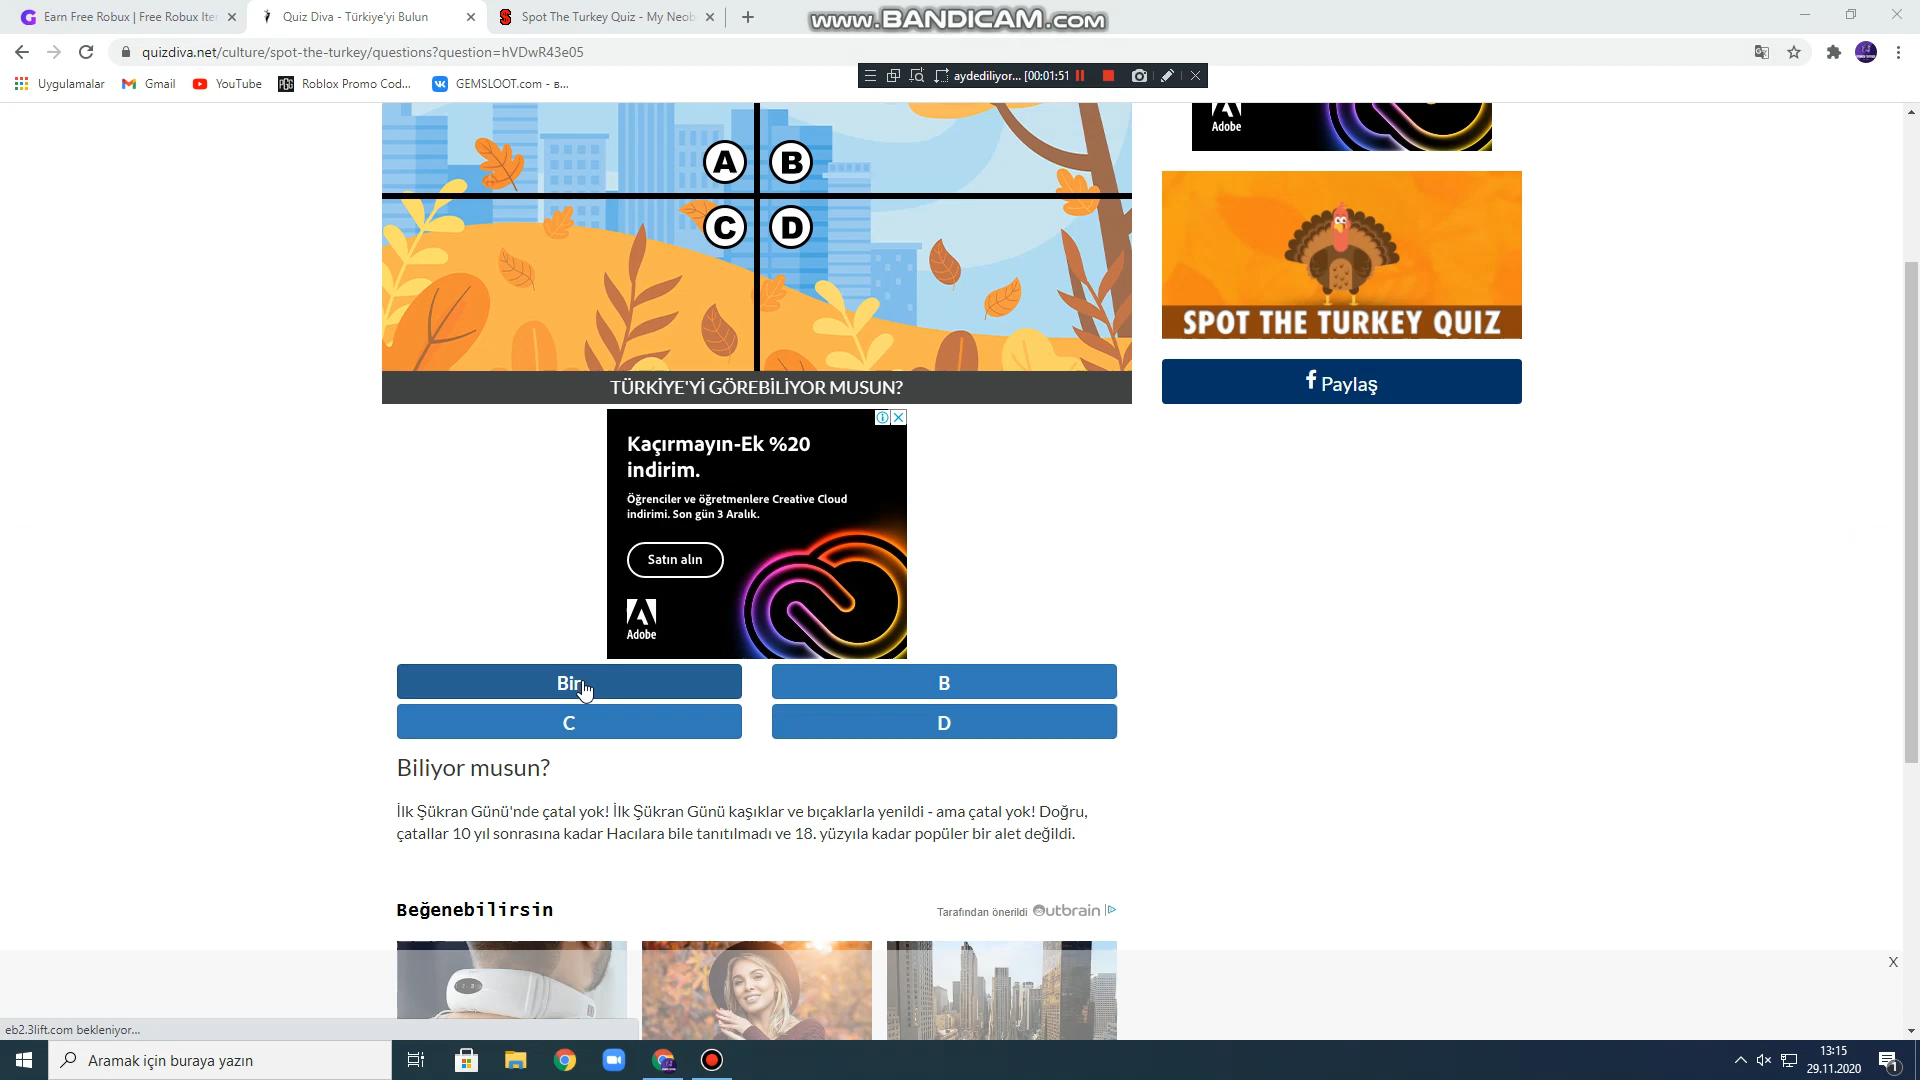 www.BANDICAM.com
Earn Free Robux | Free Robux Iter
Quiz Diva - Türkiye'yi Bulun
Spot The Turkey Quiz - My Neob
quizdiva.net/culture/spot-the-turkey/questions?question=hVDwR43e05
aydediliyor... [00:01:51]
Uygulamalar
Gmail
YouTube
Roblox Promo Cod...
GEMSLOOT.com - в...
A B
C D
TÜRKİYE'Yİ GÖREBİLİYOR MUSUN?
Adobe
SPOT THE TURKEY QUIZ
Paylaş
Kaçırmayın-Ek %20
indirim.
Öğrenciler ve öğretmenlere Creative Cloud
indirimi. Son gün 3 Aralık.
Satın alın
Adobe
Bir
B
C
D
Biliyor musun?
İlk Şükran Günü'nde çatal yok! İlk Şükran Günü kaşıklar ve bıçaklarla yenildi - ama çatal yok! Doğru,
çatallar 10 yıl sonrasına kadar Hacılara bile tanıtılmadı ve 18. yüzyıla kadar popüler bir alet değildi.
Beğenebilirsin
Tarafından önerildi Outbrain
X
eb2.3lift.com bekleniyor...
Aramak için buraya yazın
13:15
29.11.2020
1